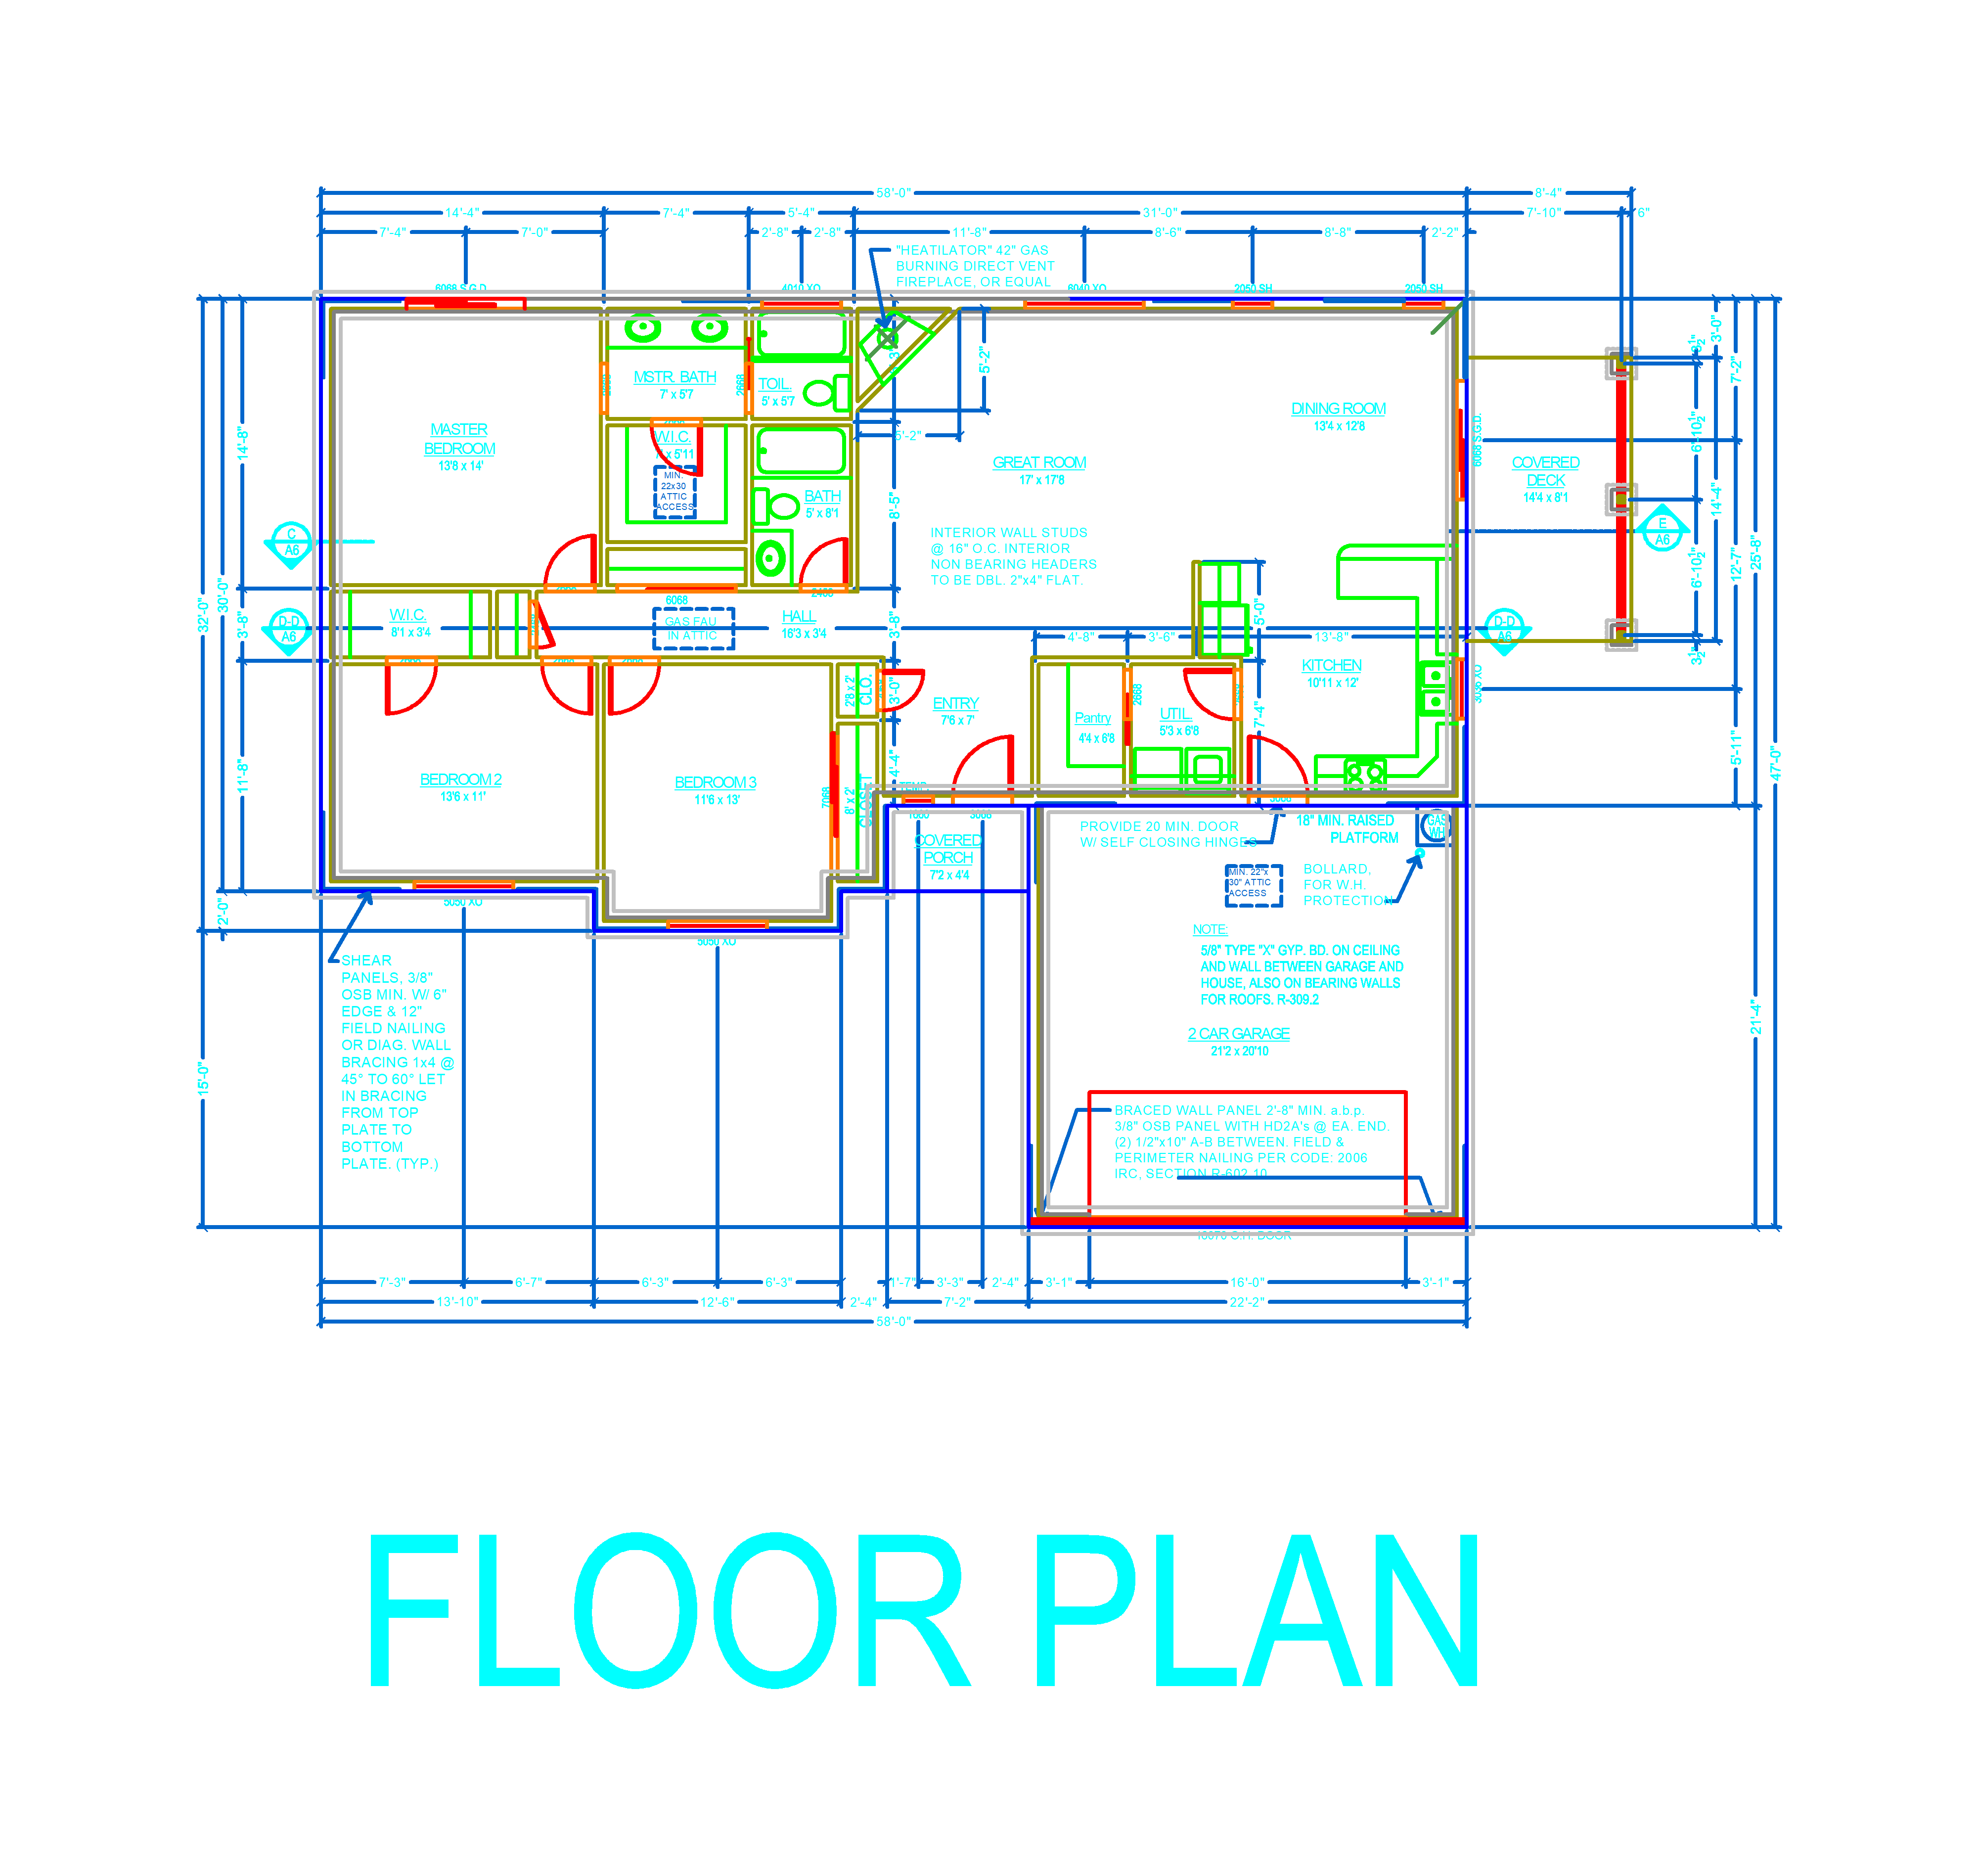 58'-0"
8'-4"
14'-4"
7'-4"
5'-4"
31'-0"
7'-10"
6"
7'-4"
7'-0"
2'-8"
2'-8"
11'-8"
8'-6"
8'-8"
2'-2"
"HEATILATOR" 42" GAS
BURNING DIRECT VENT
FIREPLACE, OR EQUAL
6068 S.G.D.
4010 XO
6040 XO
2050 SH
2050 SH
MSTR. BATH
7' x 5'7
TOIL.
5' x 5'7
2668
5'-2"
5'-2"
DINING ROOM
13'4 x 12'8
MASTER
BEDROOM
13'8 x 14'
W.I.C.
7' x 5'11
MIN.
22x30
ATTIC
ACCESS
BATH
5' x 8'1
GREAT ROOM
17' x 17'8
6068 S.G.D.
COVERED
DECK
14'4 x 8'1
INTERIOR WALL STUDS
@ 16" O.C. INTERIOR
NON BEARING HEADERS
TO BE DBL. 2"x4" FLAT.
C
A6
E
A6
14'-8"
8'-5"
3'-0"
7'-2"
6'-10½"
14'-4"
12'-7"
25'-8"
6'-10½"
3½"
3½"
32'-0"
30'-0"
3'-8"
11'-8"
2'-0"
15'-0"
D-D
A6
W.I.C.
8'1 x 3'4
6068
2468
GAS FAU
IN ATTIC
HALL
16'3 x 3'4
3'-8"
4'-8"
3'-6"
13'-8"
5'-0"
D-D
A6
KITCHEN
10'11 x 12'
3036 XO
2'8 x 2'
CLO.
3'-0"
ENTRY
7'6 x 7'
Pantry
4'4 x 6'8
2668
UTIL.
5'3 x 6'8
7'-4"
5'-11"
47'-0"
BEDROOM 2
13'6 x 11'
BEDROOM 3
11'6 x 13'
7068
8' x 2'
CLOSET
4'-4"
TEMP.
1060
3068
3068
COVERED
PORCH
7'2 x 4'4
PROVIDE 20 MIN. DOOR
W/ SELF CLOSING HINGES
18" MIN. RAISED
PLATFORM
GAS
WH
MIN. 22"x
30" ATTIC
ACCESS
BOLLARD,
FOR W.H.
PROTECTION
5050 XO
5050 XO
NOTE:
5/8" TYPE "X" GYP. BD. ON CEILING
AND WALL BETWEEN GARAGE AND
HOUSE, ALSO ON BEARING WALLS
FOR ROOFS. R-309.2
21'-4"
2 CAR GARAGE
21'2 x 20'10
SHEAR
PANELS, 3/8"
OSB MIN. W/ 6"
EDGE & 12"
FIELD NAILING
OR DIAG. WALL
BRACING 1x4 @
45° TO 60° LET
IN BRACING
FROM TOP
PLATE TO
BOTTOM
PLATE. (TYP.)
BRACED WALL PANEL 2'-8" MIN. a.b.p.
3/8" OSB PANEL WITH HD2A's @ EA. END.
(2) 1/2"x10" A-B BETWEEN. FIELD &
PERIMETER NAILING PER CODE: 2006
IRC, SECTION R-602.10
16070 O.H. DOOR
7'-3"
6'-7"
6'-3"
6'-3"
1'-7"
3'-3"
2'-4"
3'-1"
16'-0"
3'-1"
13'-10"
12'-6"
2'-4"
7'-2"
22'-2"
58'-0"
FLOOR PLAN